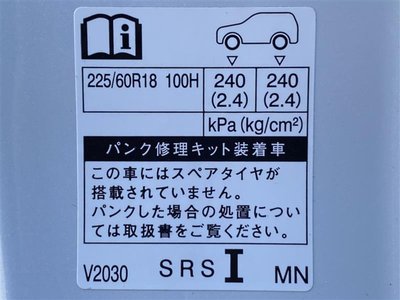 225/60R18 100H 240 240
(2.4) (2.4)
kPa(kg/cm²)
パンク修理キット装着車
この車にはスペアタイヤが
搭載されていません。
パンクした場合の処置につい
ては取扱書をご覧ください。
V2030 SRS I MN